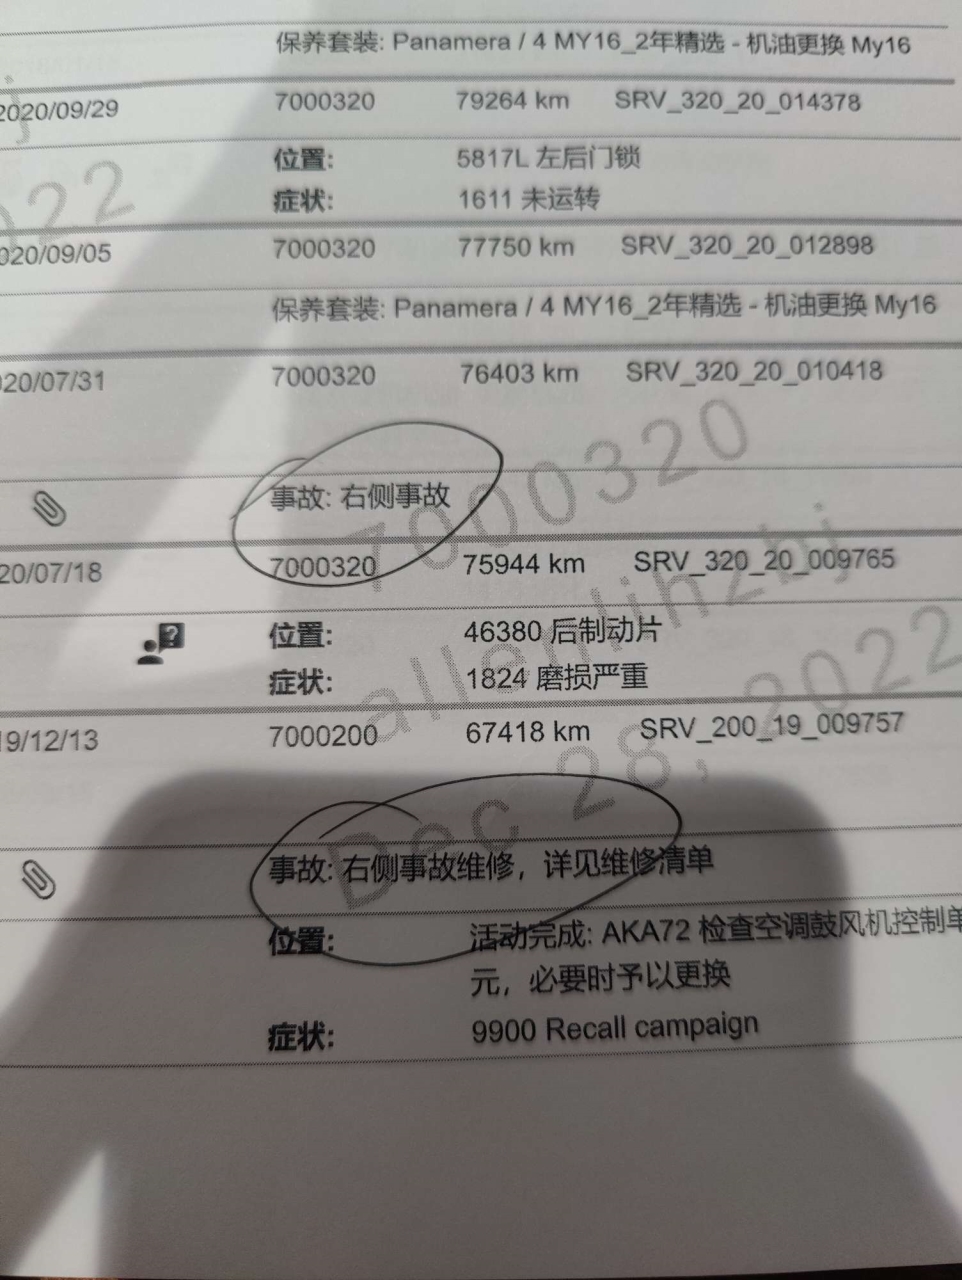 保养套装: Panamera / 4 MY16_2年精选 - 机油更换 My16
2020/09/29 7000320 79264 km SRV_320_20_014378
位置: 5817L 左后门锁
症状: 1611 未运转
022
020/09/05 7000320 77750 km SRV_320_20_012898
保养套装: Panamera / 4 MY16_2年精选 - 机油更换 My16
20/07/31 7000320 76403 km SRV_320_20_010418
事故: 右侧事故
7000320
20/07/18 7000320 75944 km SRV_320_20_009765
allenlihzbj
位置: 46380 后制动片
症状: 1824 磨损严重
19/12/13 7000200 67418 km SRV_200_19_009757
Dec 28, 2022
事故: 右侧事故维修，详见维修清单
位置: 活动完成: AKA72 检查空调鼓风机控制单
元，必要时予以更换
症状: 9900 Recall campaign